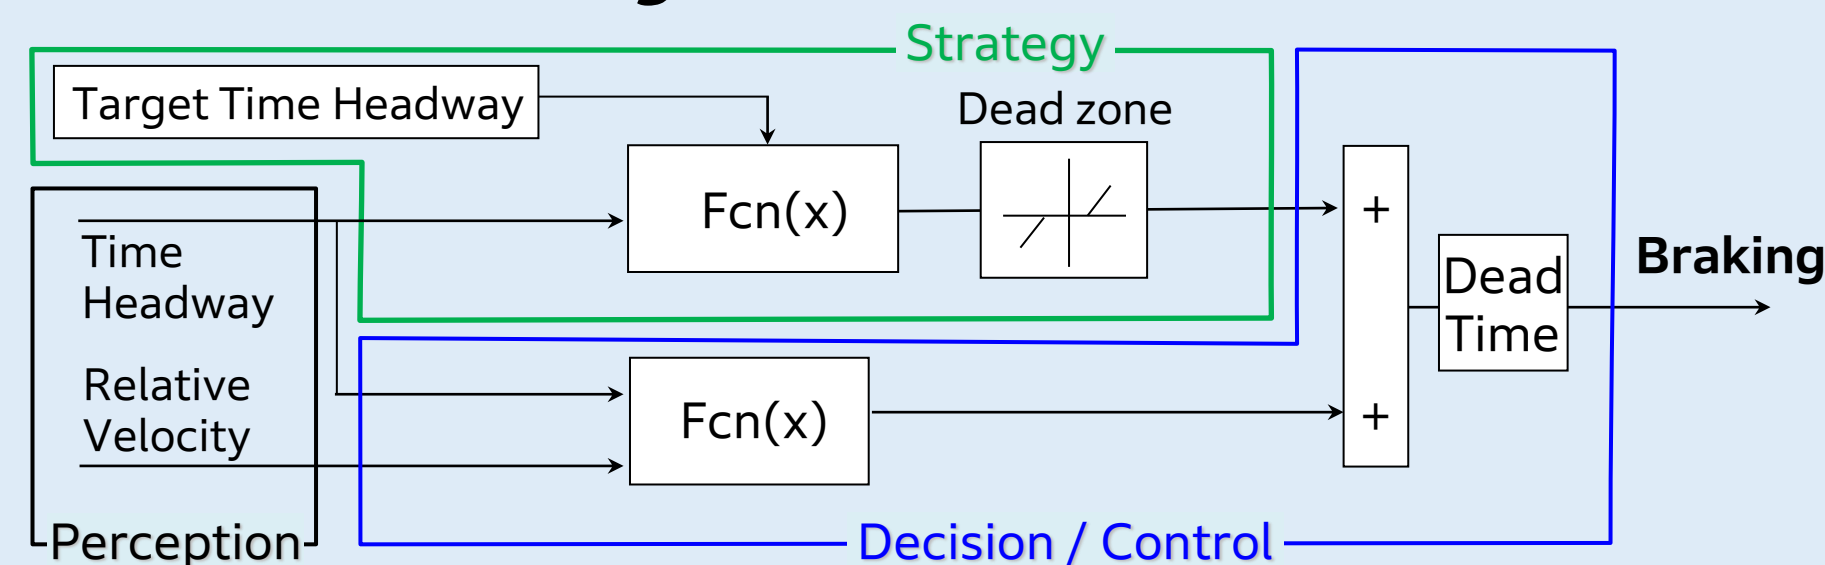 Strategy
Target Time Headway
Dead zone
Fcn(x)
+
Time
Headway
Braking
Dead
Time
Relative
Velocity
Fcn(x)
+
Perception
Decision / Control